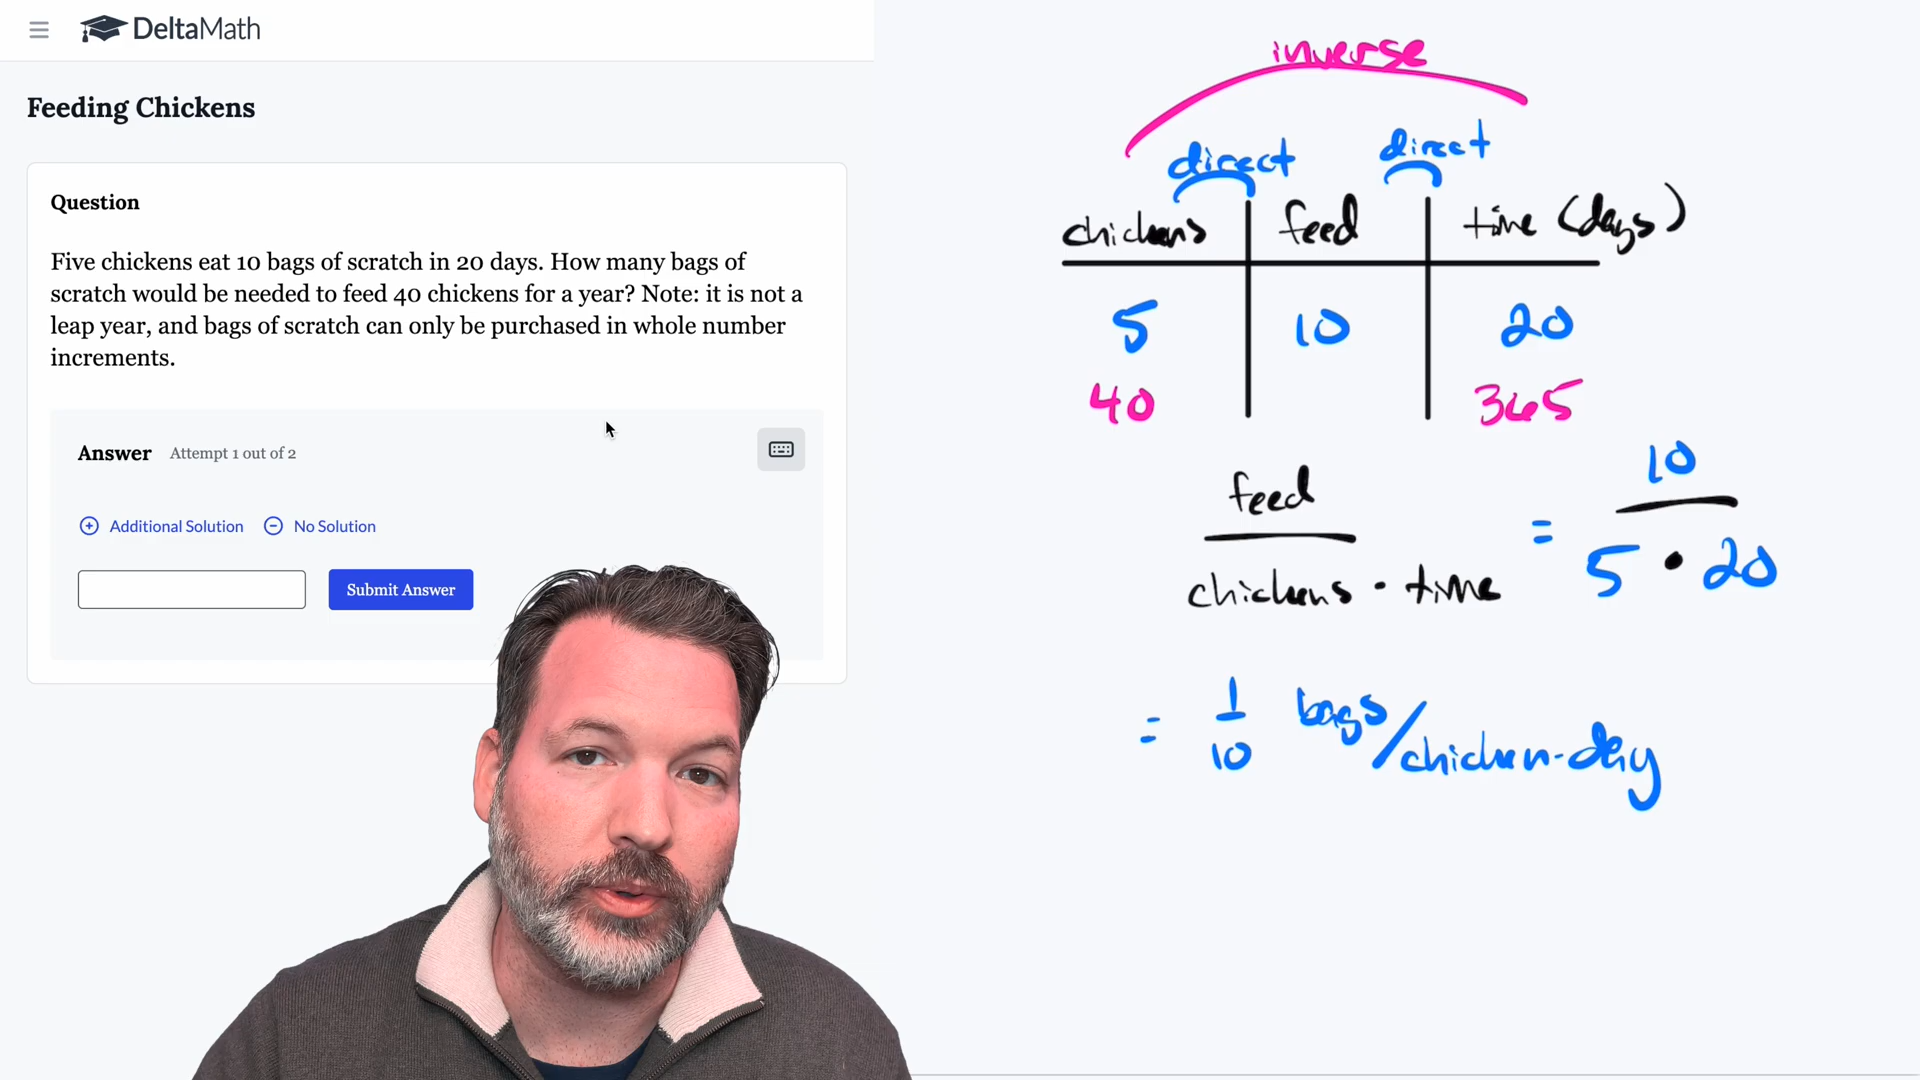 DeltaMath
Feeding Chickens
Question
Five chickens eat 10 bags of scratch in 20 days. How many bags of
scratch would be needed to feed 40 chickens for a year? Note: it is not a
leap year, and bags of scratch can only be purchased in whole number
increments.
Answer Attempt 1 out of 2
Additional Solution No Solution
Submit Answer
inverse
direct direct
chickens feed time (days)
5 10 20
40 365
feed
chickens · time
=
10
5 · 20
= 1
10
bags/chicken-day